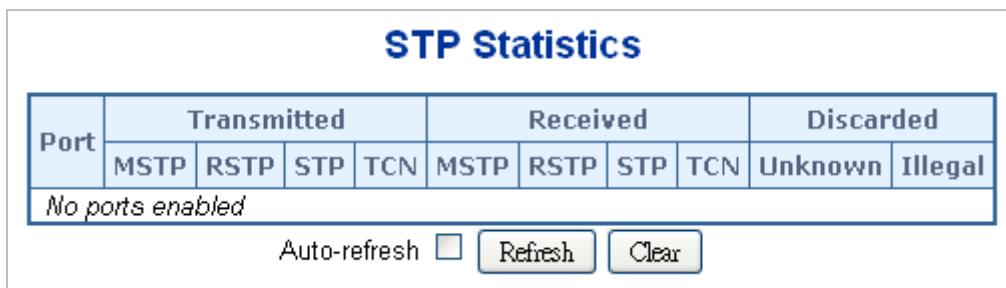 STP Statistics
Port Transmitted Received Discarded
MSTP RSTP STP TCN MSTP RSTP STP TCN Unknown Illegal
No ports enabled
Auto-refresh Refresh Clear